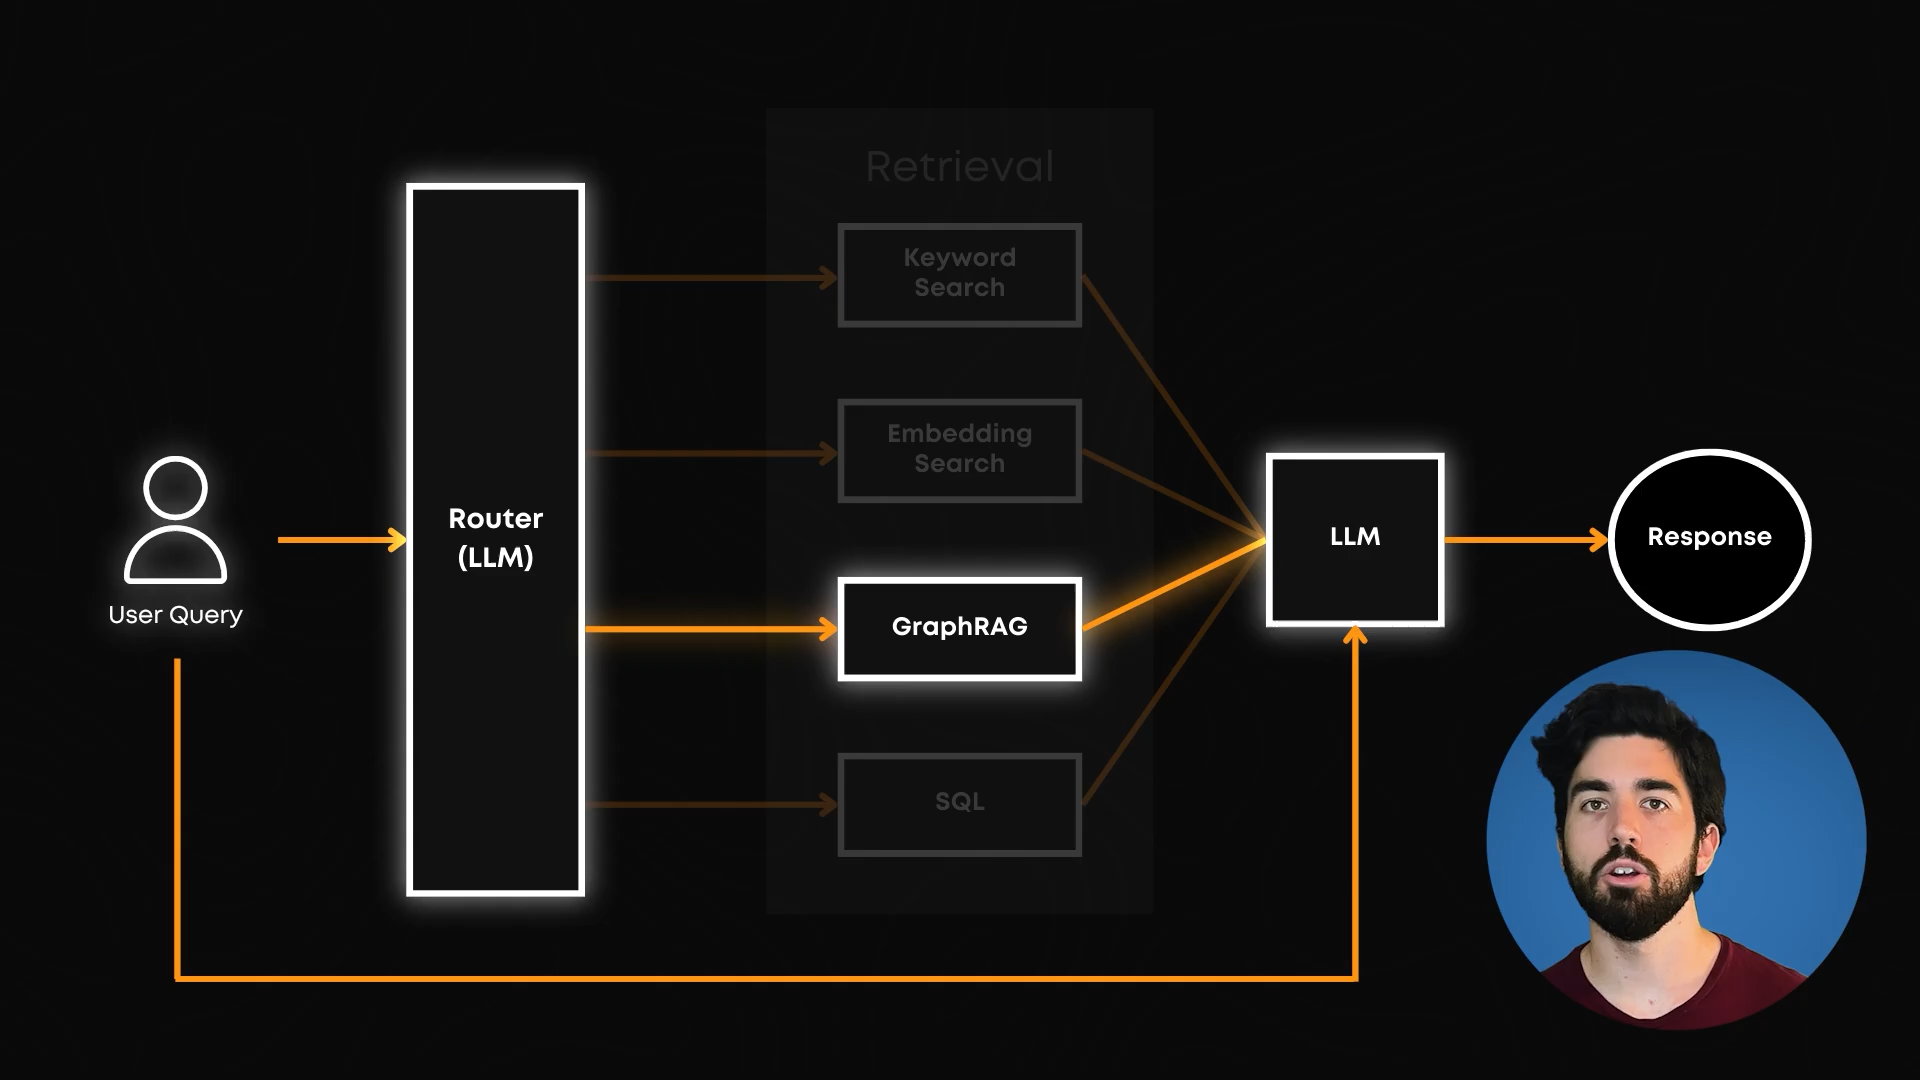 Retrieval
Keyword
Search
Embedding
Search
Router
(LLM)
LLM
Response
User Query
GraphRAG
SQL